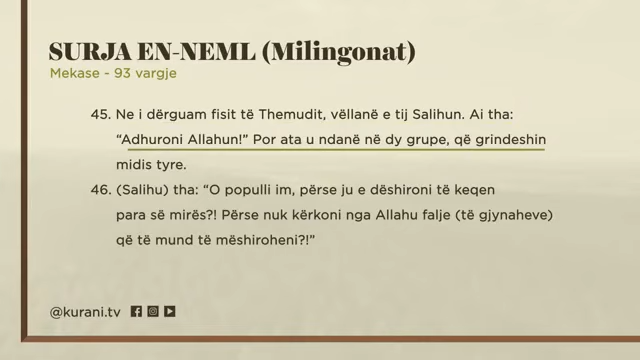 SURJA EN-NEML (Milingonat)
Mekase - 93 vargje
45. Ne i dërguam fisit të Themudit, vëllanë e tij Salihun. Ai tha:
“Adhuroni Allahun!” Por ata u ndanë në dy grupe, që grindeshin
midis tyre.
46. (Salihu) tha: “O populli im, përse ju e dëshironi të keqen
para së mirës?! Përse nuk kërkoni nga Allahu falje (të gjynaheve)
që të mund të mëshiroheni?!”
@kurani.tv